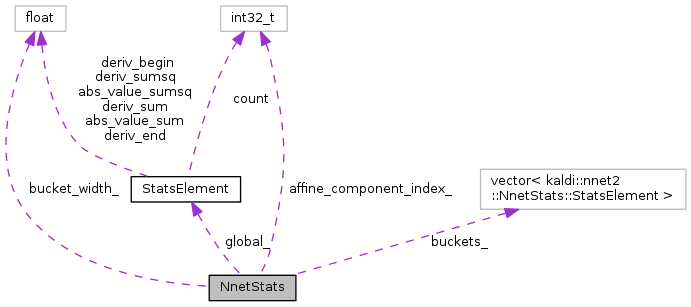 float
int32_t
deriv_begin
deriv_sumsq
abs_value_sumsq
deriv_sum
abs_value_sum
deriv_end
count
bucket_width_
StatsElement
affine_component_index_
vector< kaldi::nnet2
::NnetStats::StatsElement >
global_
buckets_
NnetStats